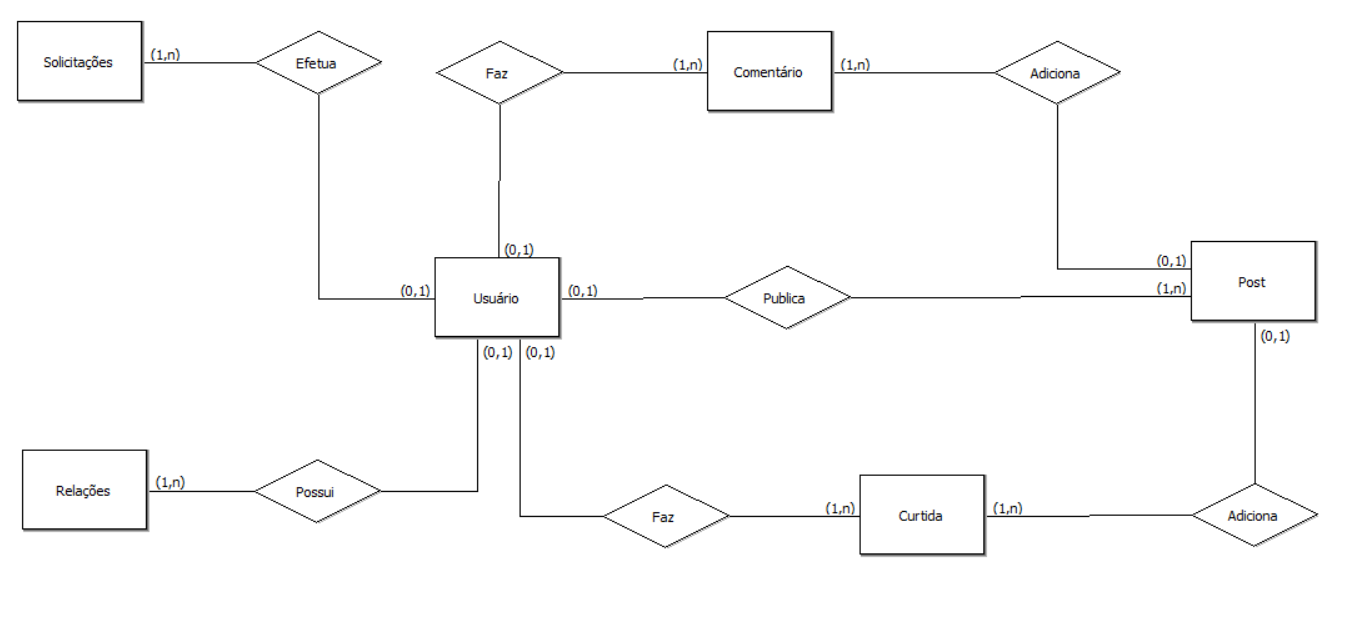 Solicitações
(1,n)
Efetua
Faz
(1,n)
Comentário
(1,n)
Adiciona
(0,1)
(0,1)
Usuário
(0,1)
Publica
(0,1)
(1,n)
Post
(0,1)
(0,1)
(0,1)
Relações
(1,n)
Possui
Faz
(1,n)
Curtida
(1,n)
Adiciona